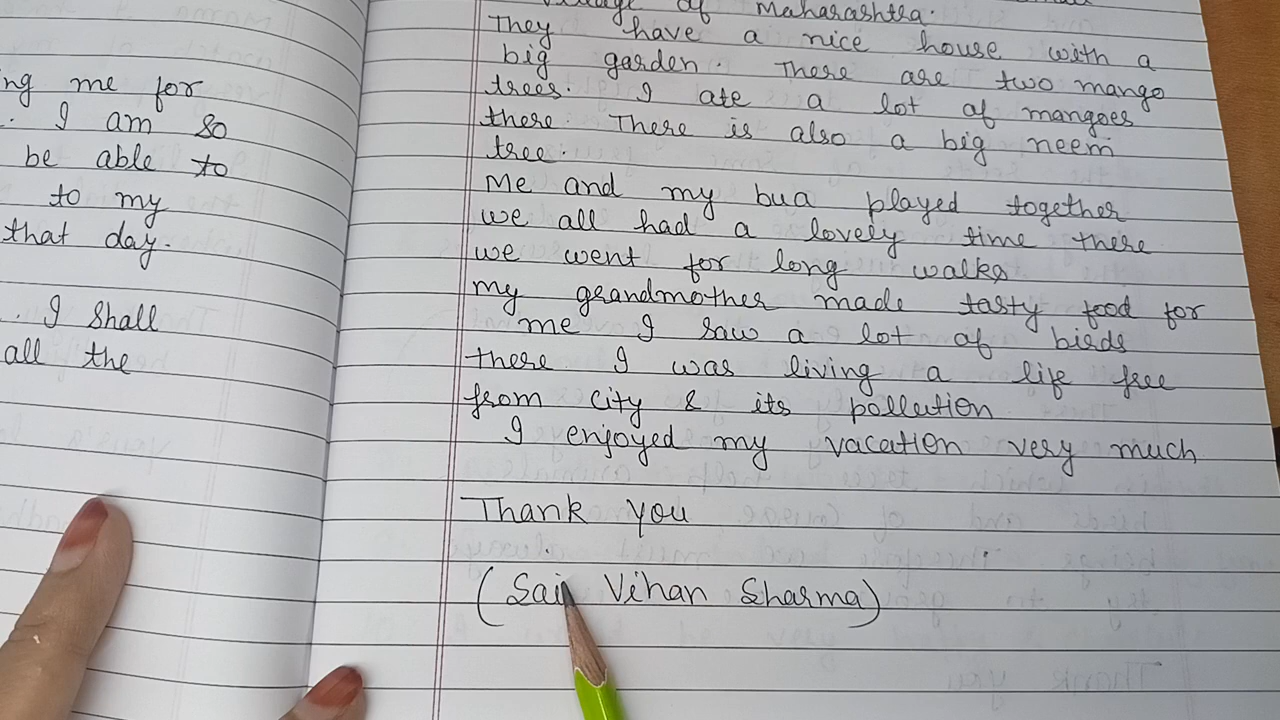 ing me for
. I am so
be able to
to my
that day.
. I shall
all the
village of Maharashtra.
They have a nice house with a
big garden. There are two mango
trees. I ate a lot of mangoes
there. There is also a big neem
tree.
Me and my bua played together
we all had a lovely time there
we went for long walks
my grandmother made tasty food for
me I saw a lot of birds
there I was living a life free
from city & its pollution
I enjoyed my vacation very much
Thank you
(Sai Vihan Sharma)